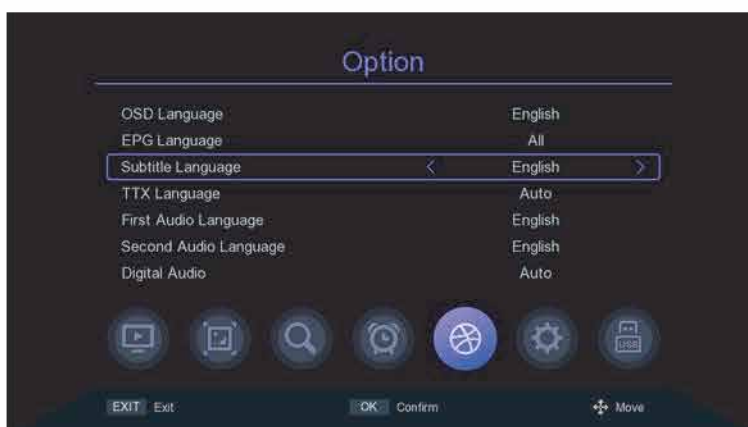 Option
OSD Language English
EPG Language All
Subtitle Language < English >
TTX Language Auto
First Audio Language English
Second Audio Language English
Digital Audio Auto
USB
EXIT Exit OK Confirm Move